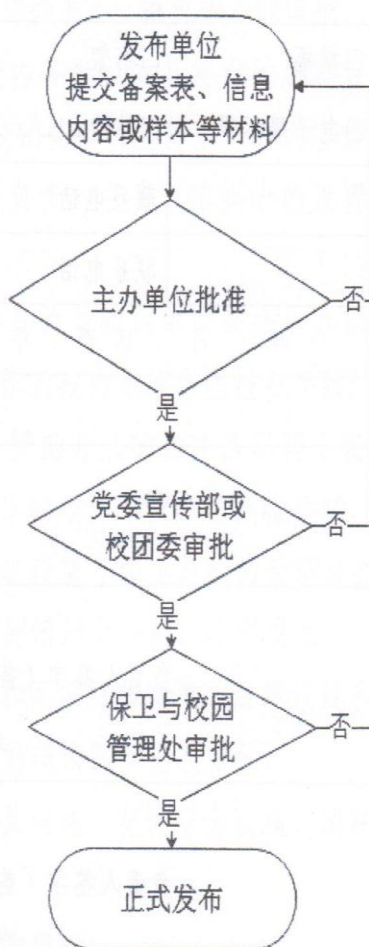 发布单位
提交备案表、信息
内容或样本等材料
主办单位批准
否
是
党委宣传部或
校团委审批
否
是
保卫与校园
管理处审批
否
是
正式发布